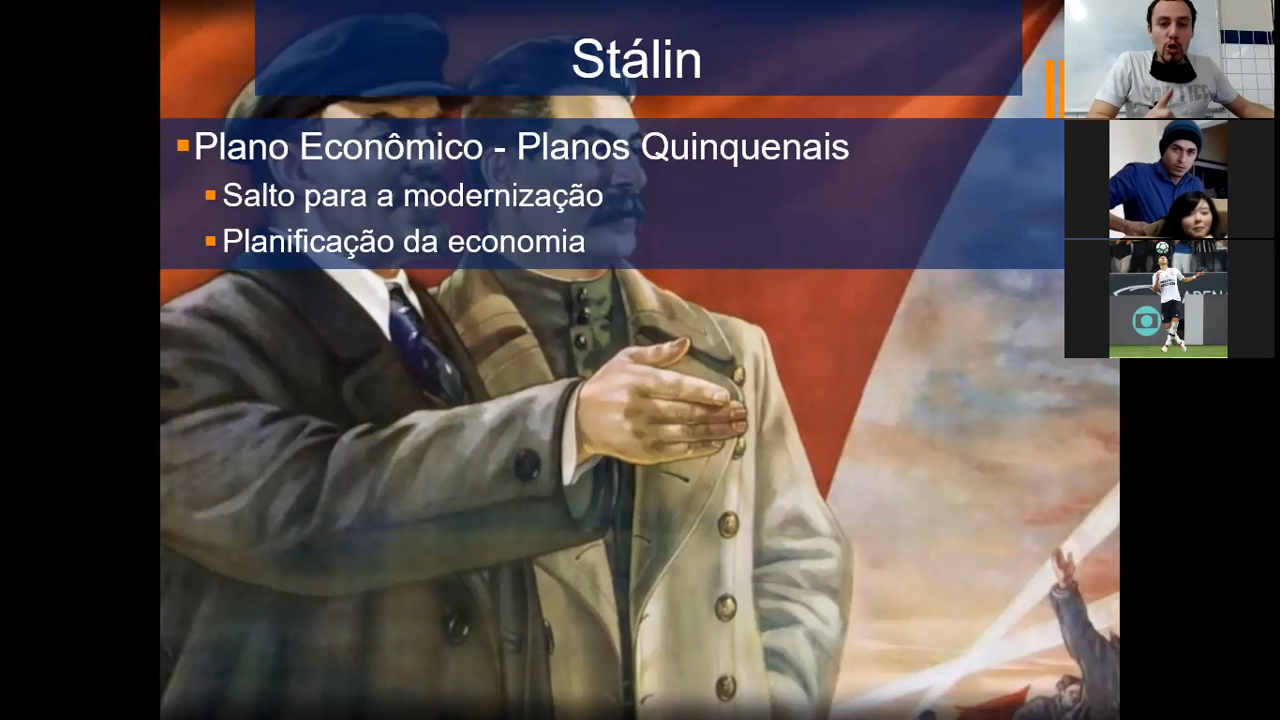 Stálin
Plano Econômico - Planos Quinquenais
Salto para a modernização
Planificação da economia